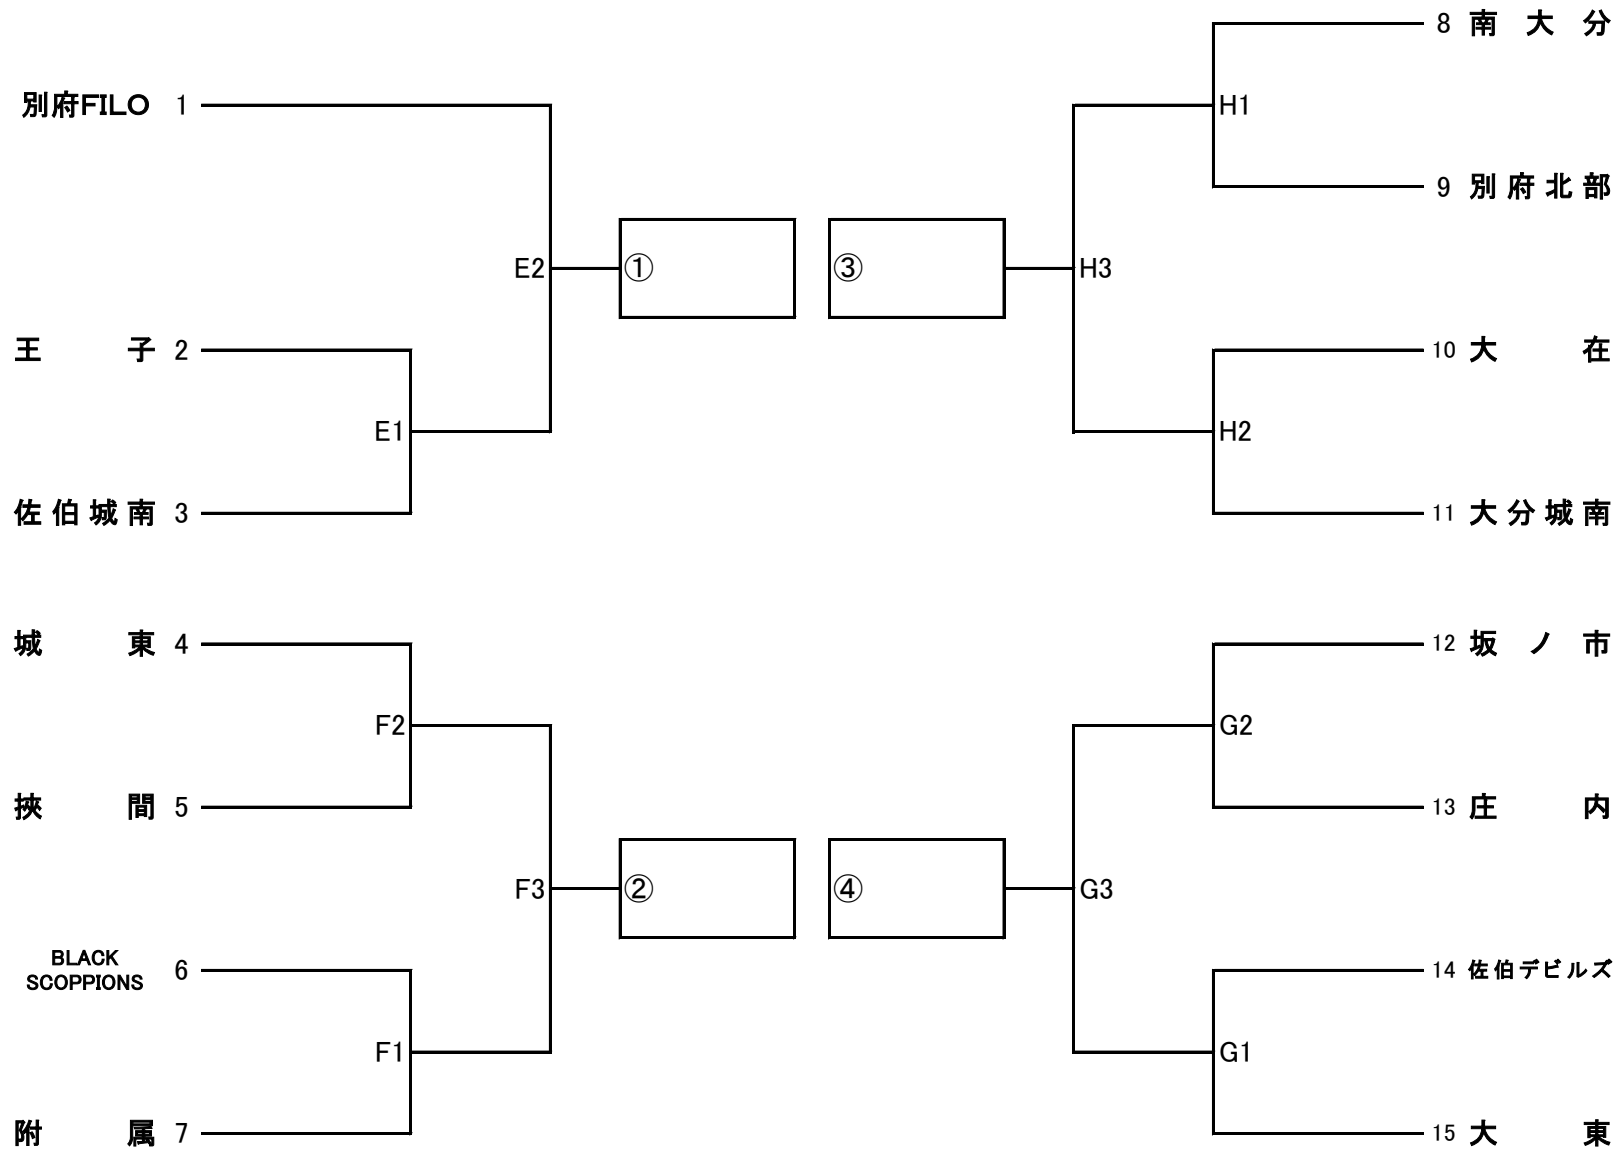 別府FILO 1
E2
①
王子 2
E1
佐伯城南 3
城東 4
F2
挾間 5
F3
②
BLACK
SCOPPIONS 6
F1
附属 7
8 南大分
H1
9 別府北部
③
H3
10 大在
H2
11 大分城南
12 坂ノ市
G2
13 庄内
④
G3
14 佐伯デビルズ
G1
15 大東